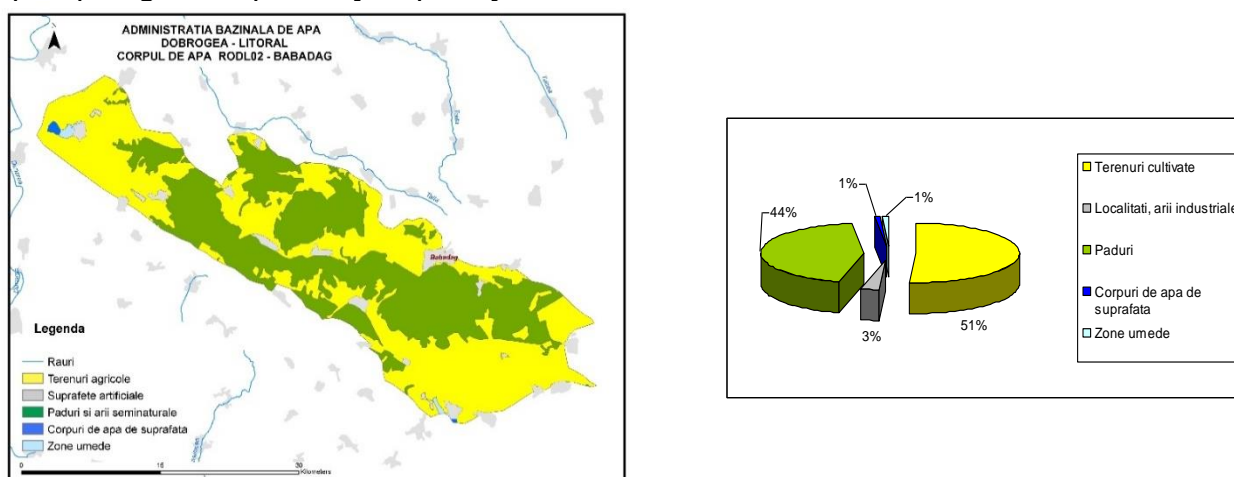 ADMINISTRATIA BAZINALA DE APA
DOBROGEA - LITORAL
CORPUL DE APA RODL02 - BABADAG
Taita
Babadag
Legenda
Rauri
Terenuri agricole
Suprafete artificiale
Paduri si arii seminaturale
Corpuri de apa de suprafata
Zone umede
0
15
30
Kilometers
44%
1%
1%
3%
51%
Terenuri cultivate
Localitati, arii industriale
Paduri
Corpuri de apa de
suprafata
Zone umede